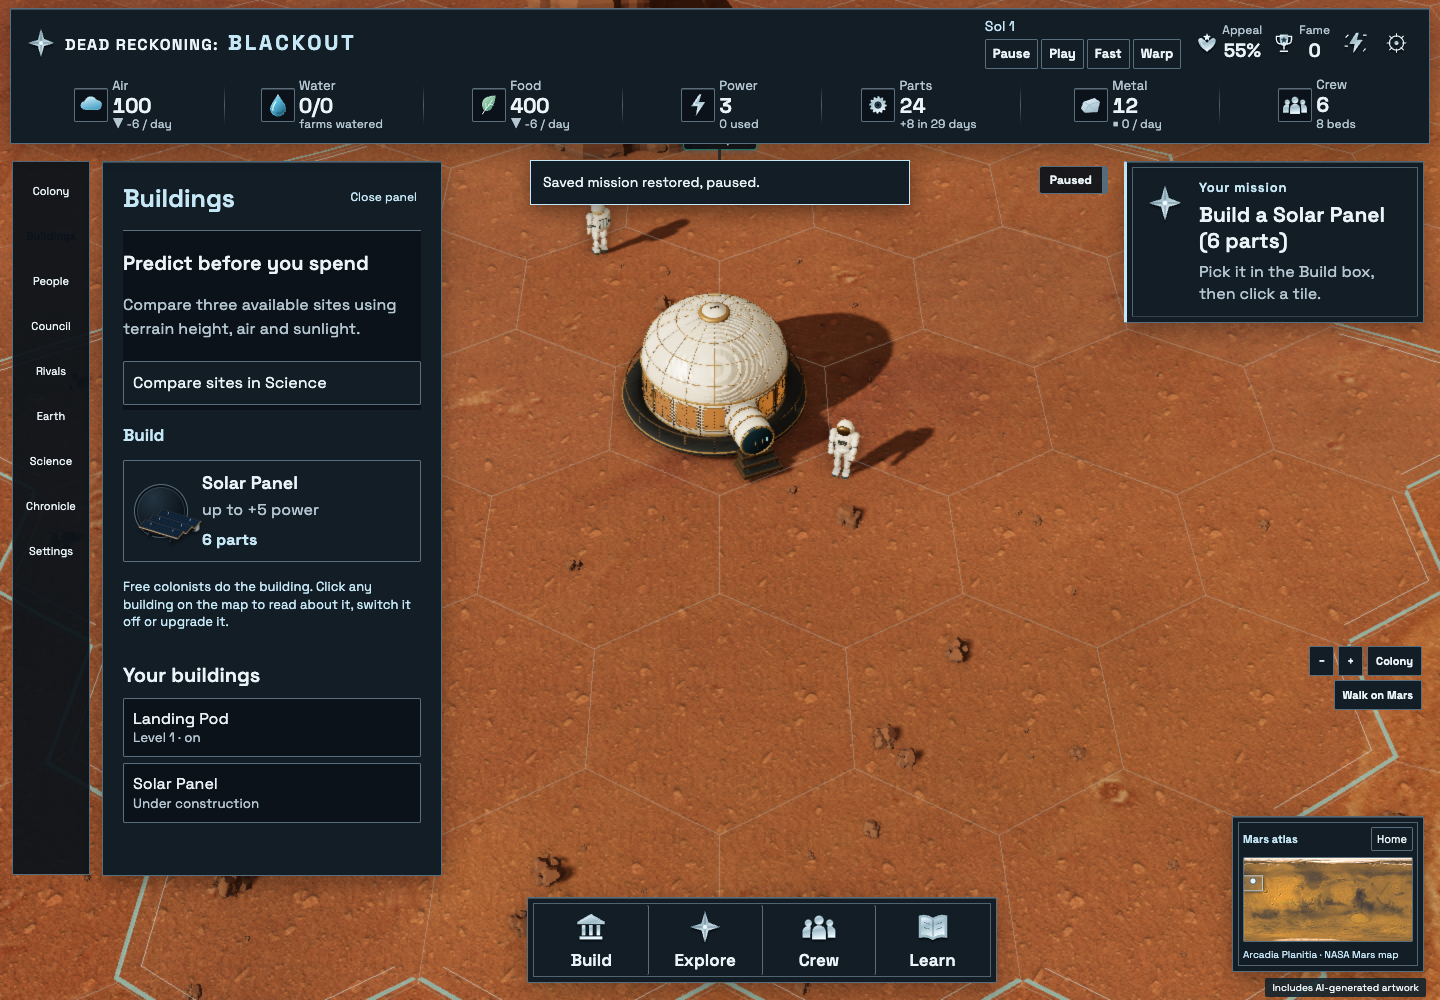 DEAD RECKONING: BLACKOUT
Sol 1
Pause
Play
Fast
Warp
Appeal
55%
Fame
0
Air
100
-6 / day
Water
0/0
farms watered
Food
400
-6 / day
Power
3
0 used
Parts
24
+8 in 29 days
Metal
12
0 / day
Crew
6
8 beds
Colony
Buildings
People
Council
Rivals
Earth
Science
Chronicle
Settings
Buildings
Close panel
Predict before you spend
Compare three available sites using
terrain height, air and sunlight.
Compare sites in Science
Build
Solar Panel
up to +5 power
6 parts
Free colonists do the building. Click any
building on the map to read about it, switch it
off or upgrade it.
Your buildings
Landing Pod
Level 1 · on
Solar Panel
Under construction
Saved mission restored, paused.
Paused
Your mission
Build a Solar Panel
(6 parts)
Pick it in the Build box,
then click a tile.
-
+
Colony
Walk on Mars
Mars atlas
Home
Arcadia Planitia · NASA Mars map
Build
Explore
Crew
Learn
Includes AI-generated artwork